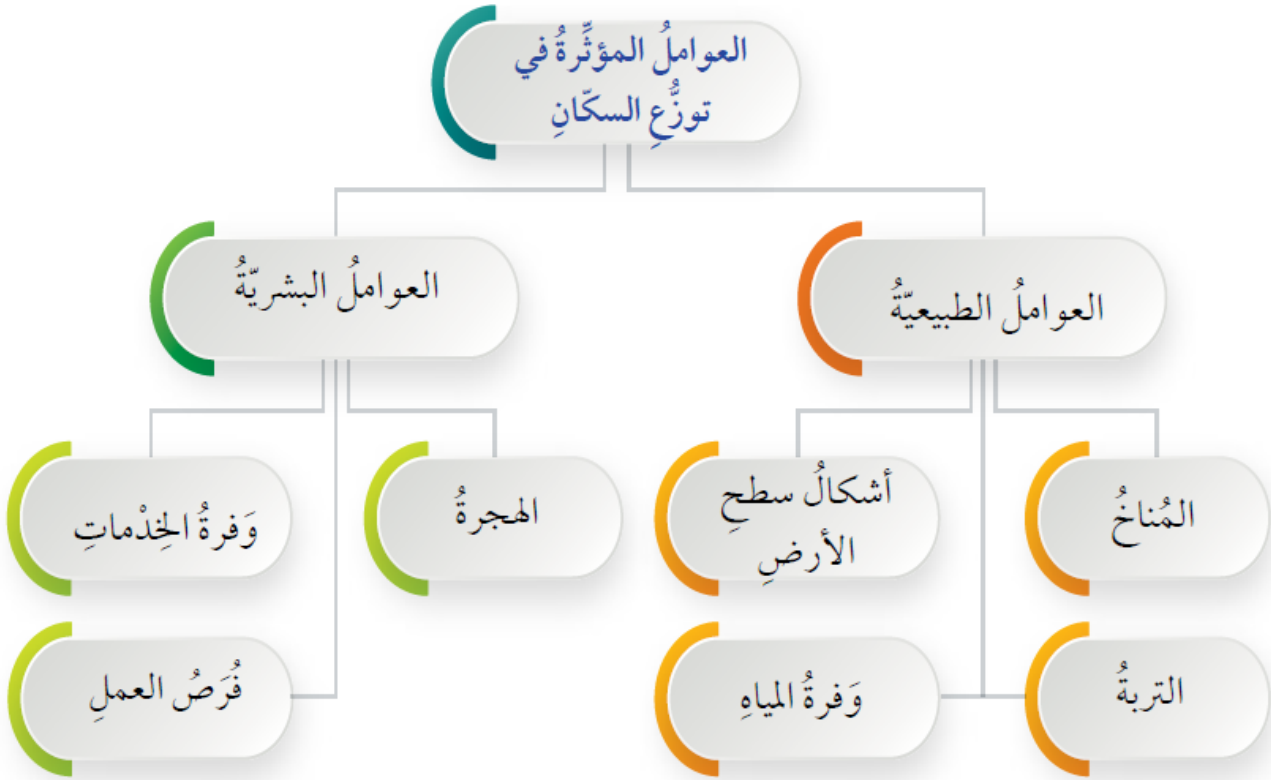 العواملُ المؤثِّرةُ في
توزُّعِ السكّانِ
العواملُ الطبيعيّةُ
العواملُ البشريّةُ
المُناخُ
أشكالُ سطحِ
الأرضِ
الهجرةُ
وَفرةُ الخِدْماتِ
التربةُ
وَفرةُ المياهِ
فُرَصُ العملِ